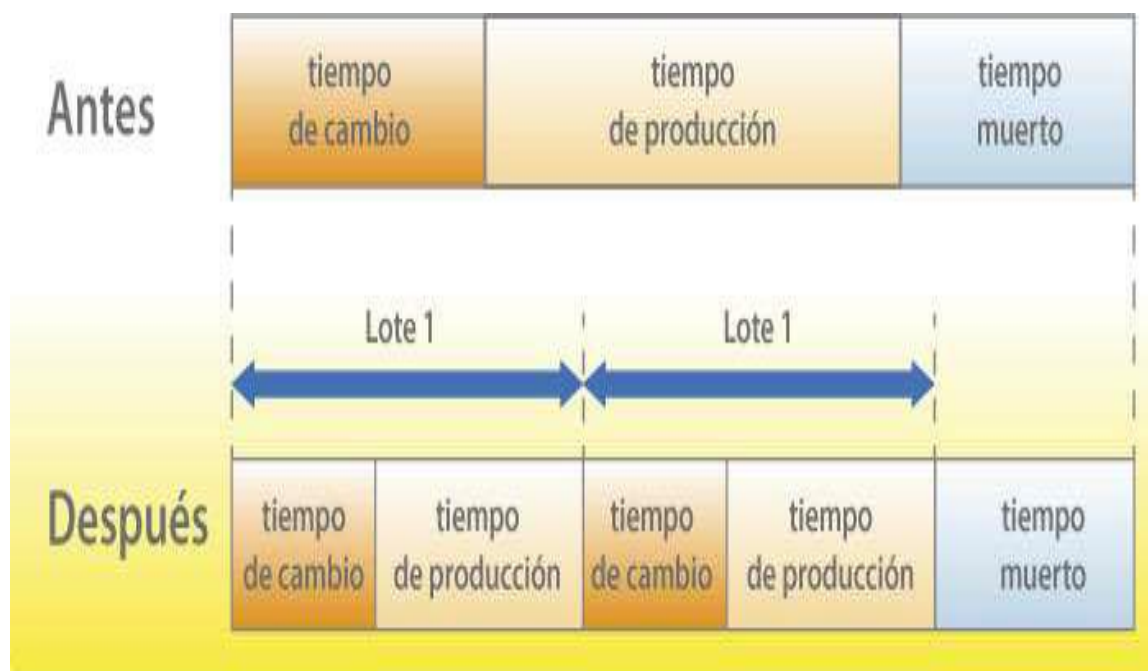 Antes
tiempo
de cambio
tiempo
de producción
tiempo
muerto
Lote 1
Lote 1
Después
tiempo
de cambio
tiempo
de producción
tiempo
de cambio
tiempo
de producción
tiempo
muerto